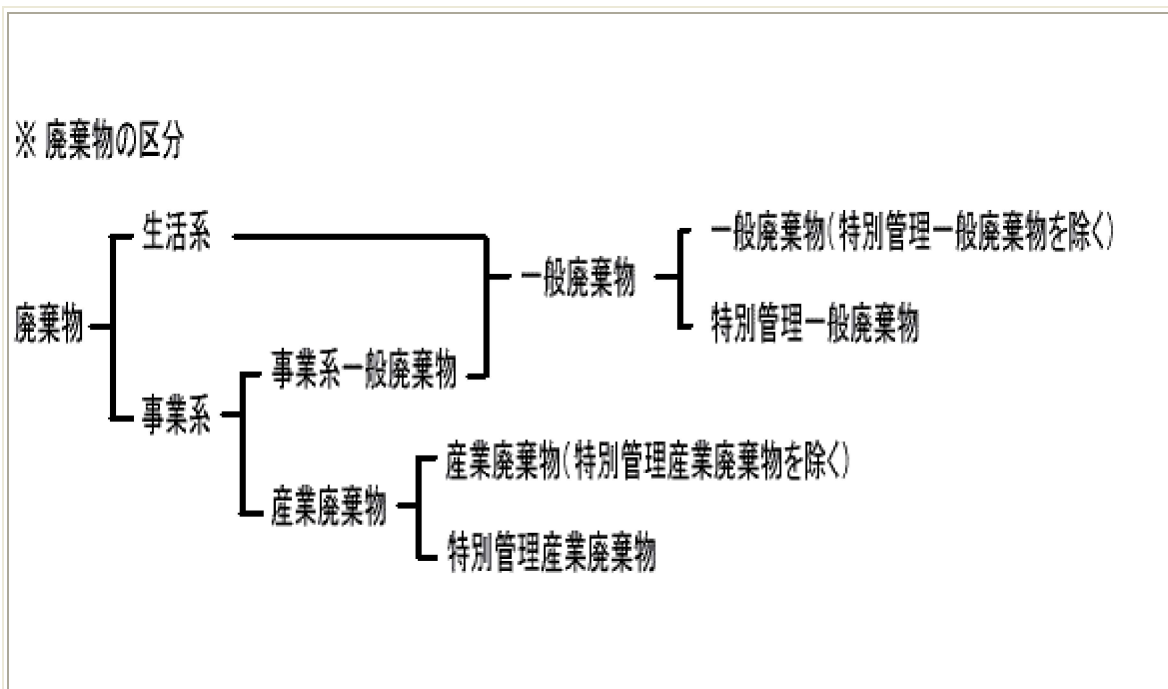 ※ 廃棄物の区分
生活系
一般廃棄物(特別管理一般廃棄物を除く)
一般廃棄物
廃棄物
特別管理一般廃棄物
事業系一般廃棄物
事業系
産業廃棄物(特別管理産業廃棄物を除く)
産業廃棄物
特別管理産業廃棄物